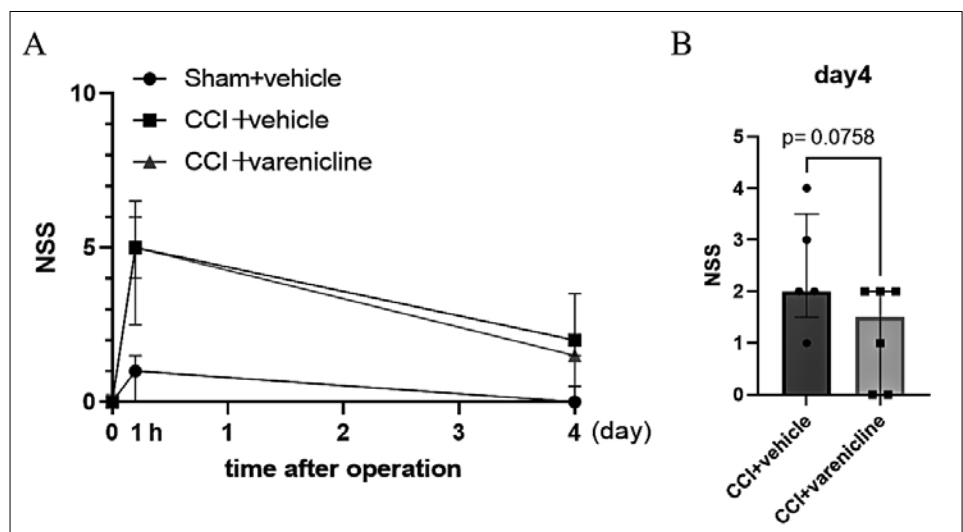 A
Sham+vehicle
CCI+vehicle
CCI+varenicline
10
5
0
NSS
0 1 h 1 2 3 4 (day)
time after operation
B
day4
p= 0.0758
5
4
3
2
1
0
NSS
CCI+vehicle
CCI+varenicline